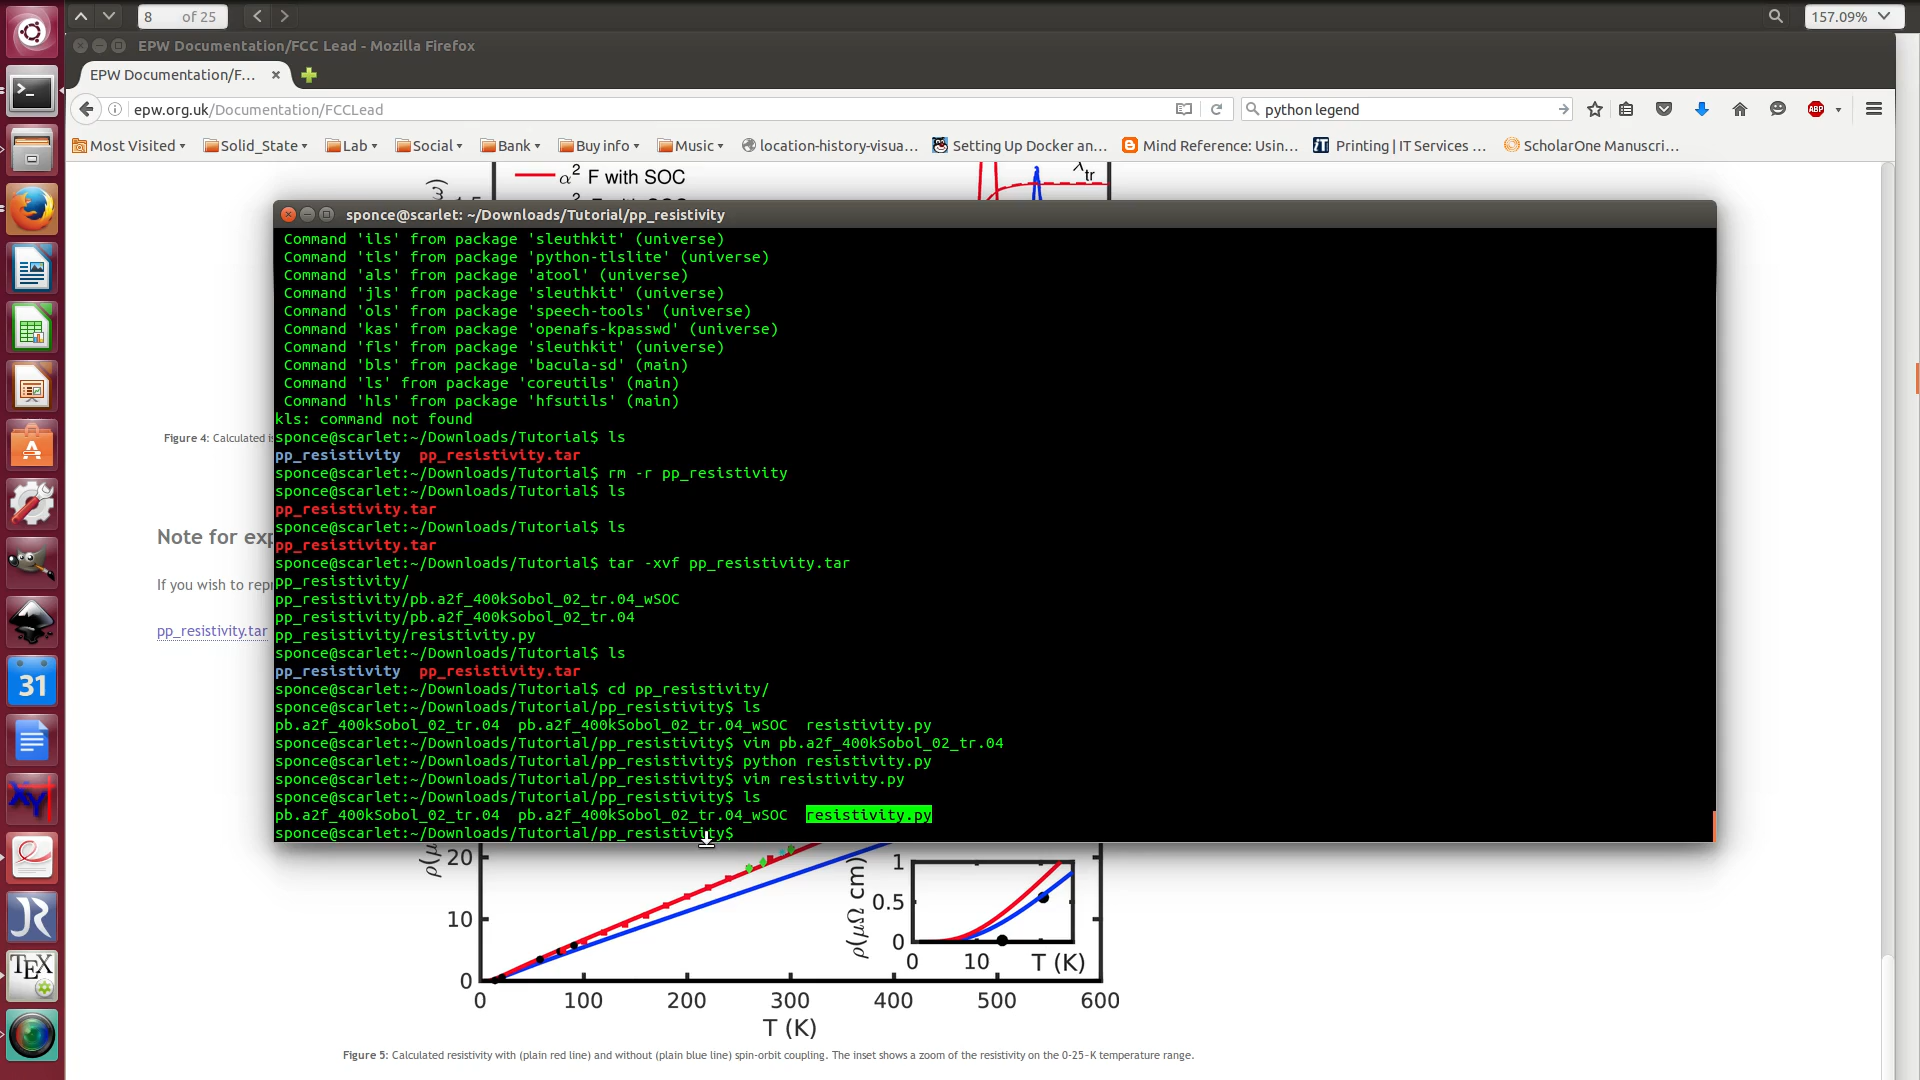 8 of 25
157.09%
EPW Documentation/FCC Lead - Mozilla Firefox
EPW Documentation/F...
epw.org.uk/Documentation/FCCLead
python legend
ABP
Most Visited Solid_State Lab Social Bank Buy info Music location-history-visua... Setting Up Docker an... Mind Reference: Usin... Printing | IT Services ... ScholarOne Manuscri...
α² F with SOC
λtr
sponce@scarlet: ~/Downloads/Tutorial/pp_resistivity
Command 'ils' from package 'sleuthkit' (universe)
Command 'tls' from package 'python-tlslite' (universe)
Command 'als' from package 'atool' (universe)
Command 'jls' from package 'sleuthkit' (universe)
Command 'ols' from package 'speech-tools' (universe)
Command 'kas' from package 'openafs-kpasswd' (universe)
Command 'fls' from package 'sleuthkit' (universe)
Command 'bls' from package 'bacula-sd' (main)
Command 'ls' from package 'coreutils' (main)
Command 'hls' from package 'hfsutils' (main)
kls: command not found
sponce@scarlet:~/Downloads/Tutorial$ ls
pp_resistivity pp_resistivity.tar
sponce@scarlet:~/Downloads/Tutorial$ rm -r pp_resistivity
sponce@scarlet:~/Downloads/Tutorial$ ls
pp_resistivity.tar
sponce@scarlet:~/Downloads/Tutorial$ ls
pp_resistivity.tar
sponce@scarlet:~/Downloads/Tutorial$ tar -xvf pp_resistivity.tar
pp_resistivity/
pp_resistivity/pb.a2f_400kSobol_02_tr.04_wSOC
pp_resistivity/pb.a2f_400kSobol_02_tr.04
pp_resistivity/resistivity.py
sponce@scarlet:~/Downloads/Tutorial$ ls
pp_resistivity pp_resistivity.tar
sponce@scarlet:~/Downloads/Tutorial$ cd pp_resistivity/
sponce@scarlet:~/Downloads/Tutorial/pp_resistivity$ ls
pb.a2f_400kSobol_02_tr.04 pb.a2f_400kSobol_02_tr.04_wSOC resistivity.py
sponce@scarlet:~/Downloads/Tutorial/pp_resistivity$ vim pb.a2f_400kSobol_02_tr.04
sponce@scarlet:~/Downloads/Tutorial/pp_resistivity$ python resistivity.py
sponce@scarlet:~/Downloads/Tutorial/pp_resistivity$ vim resistivity.py
sponce@scarlet:~/Downloads/Tutorial/pp_resistivity$ ls
pb.a2f_400kSobol_02_tr.04 pb.a2f_400kSobol_02_tr.04_wSOC resistivity.py
sponce@scarlet:~/Downloads/Tutorial/pp_resistivity$
Figure 4: Calculated
Note for
If you wish to
pp_resistivity.tar
31
TEX
20
10
0
0 100 200 300 400 500 600
T (K)
ρ(μΩ cm)
1
0.5
0
0 10 T (K)
Figure 5: Calculated resistivity with (plain red line) and without (plain blue line) spin-orbit coupling. The inset shows a zoom of the resistivity on the 0-25-K temperature range.